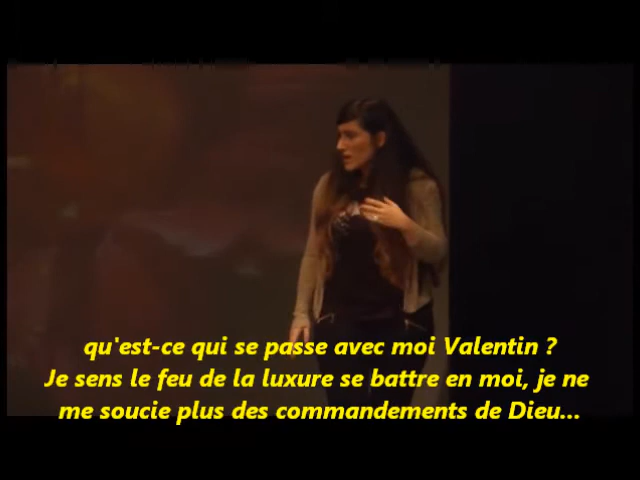 qu'est-ce qui se passe avec moi Valentin ?
Je sens le feu de la luxure se battre en moi, je ne
me soucie plus des commandements de Dieu...